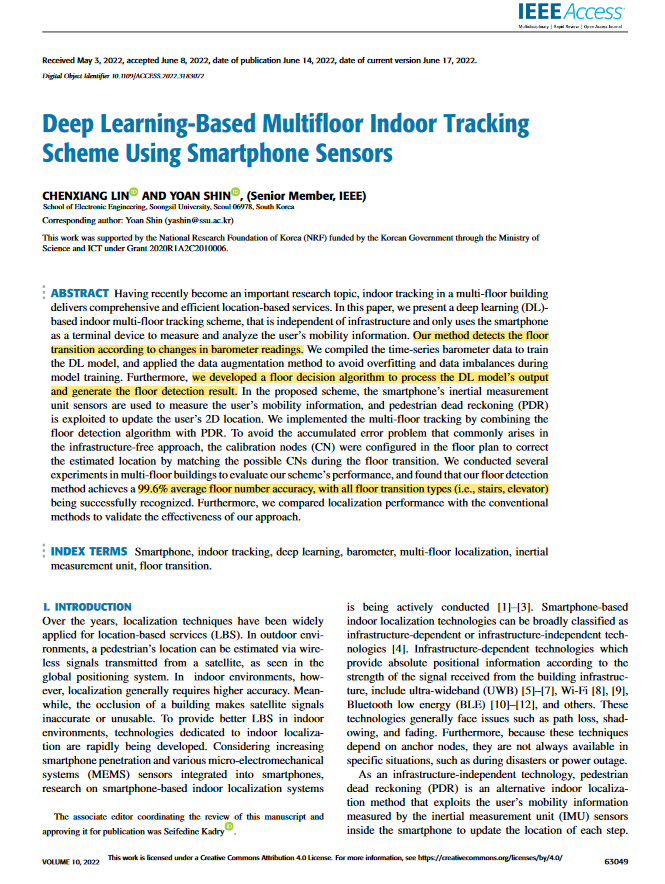 IEEE Access
Multidisciplinary | Rapid Review | Open Access Journal
Received May 3, 2022, accepted June 8, 2022, date of publication June 14, 2022, date of current version June 17, 2022.
Digital Object Identifier 10.1109/ACCESS.2022.3183072
Deep Learning-Based Multifloor Indoor Tracking
Scheme Using Smartphone Sensors
CHENXIANG LIN AND YOAN SHIN, (Senior Member, IEEE)
School of Electronic Engineering, Soongsil University, Seoul 06978, South Korea
Corresponding author: Yoan Shin (yashin@ssu.ac.kr)
This work was supported by the National Research Foundation of Korea (NRF) funded by the Korean Government through the Ministry of
Science and ICT under Grant 2020R1A2C2010006.
ABSTRACT Having recently become an important research topic, indoor tracking in a multi-floor building
delivers comprehensive and efficient location-based services. In this paper, we present a deep learning (DL)-
based indoor multi-floor tracking scheme, that is independent of infrastructure and only uses the smartphone
as a terminal device to measure and analyze the user's mobility information. Our method detects the floor
transition according to changes in barometer readings. We compiled the time-series barometer data to train
the DL model, and applied the data augmentation method to avoid overfitting and data imbalances during
model training. Furthermore, we developed a floor decision algorithm to process the DL model's output
and generate the floor detection result. In the proposed scheme, the smartphone's inertial measurement
unit sensors are used to measure the user's mobility information, and pedestrian dead reckoning (PDR)
is exploited to update the user's 2D location. We implemented the multi-floor tracking by combining the
floor detection algorithm with PDR. To avoid the accumulated error problem that commonly arises in
the infrastructure-free approach, the calibration nodes (CN) were configured in the floor plan to correct
the estimated location by matching the possible CNs during the floor transition. We conducted several
experiments in multi-floor buildings to evaluate our scheme's performance, and found that our floor detection
method achieves a 99.6% average floor number accuracy, with all floor transition types (i.e., stairs, elevator)
being successfully recognized. Furthermore, we compared localization performance with the conventional
methods to validate the effectiveness of our approach.
INDEX TERMS Smartphone, indoor tracking, deep learning, barometer, multi-floor localization, inertial
measurement unit, floor transition.
I. INTRODUCTION
Over the years, localization techniques have been widely
applied for location-based services (LBS). In outdoor envi-
ronments, a pedestrian's location can be estimated via wire-
less signals transmitted from a satellite, as seen in the
global positioning system. In indoor environments, how-
ever, localization generally requires higher accuracy. Mean-
while, the occlusion of a building makes satellite signals
inaccurate or unusable. To provide better LBS in indoor
environments, technologies dedicated to indoor localiza-
tion are rapidly being developed. Considering increasing
smartphone penetration and various micro-electromechanical
systems (MEMS) sensors integrated into smartphones,
research on smartphone-based indoor localization systems
The associate editor coordinating the review of this manuscript and
approving it for publication was Seifedine Kadry.
is being actively conducted [1]–[3]. Smartphone-based
indoor localization technologies can be broadly classified as
infrastructure-dependent or infrastructure-independent tech-
nologies [4]. Infrastructure-dependent technologies which
provide absolute positional information according to the
strength of the signal received from the building infrastruc-
ture, include ultra-wideband (UWB) [5]–[7], Wi-Fi [8], [9],
Bluetooth low energy (BLE) [10]–[12], and others. These
technologies generally face issues such as path loss, shad-
owing, and fading. Furthermore, because these techniques
depend on anchor nodes, they are not always available in
specific situations, such as during disasters or power outage.
As an infrastructure-independent technology, pedestrian
dead reckoning (PDR) is an alternative indoor localiza-
tion method that exploits the user's mobility information
measured by the inertial measurement unit (IMU) sensors
inside the smartphone to update the location of each step.
VOLUME 10, 2022
This work is licensed under a Creative Commons Attribution 4.0 License. For more information, see https://creativecommons.org/licenses/by/4.0/
63049